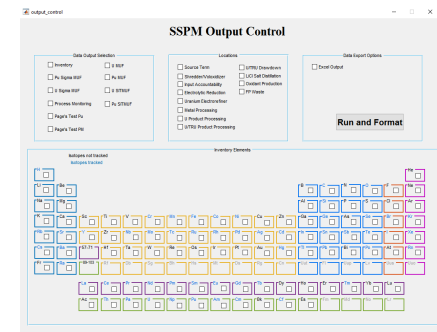 output_control
SSPM Output Control
Data Output Selection
Inventory
U MUF
Pu Sigma MUF
Pu MUF
U Sigma MUF
U SITMUF
Process Monitoring
Pu SITMUF
Page's Test Pu
Page's Test PM
Locations
Source Term
U/TRU Drawdown
Shredder/Voloxidizer
LiCl Salt Distillation
Input Accountability
Oxidant Production
Electrolytic Reduction
FP Waste
Uranium Electrorefiner
Metal Processing
U Product Processing
U/TRU Product Processing
Data Export Options
Excel Output
Run and Format
Inventory Elements
Isotopes not tracked
Isotopes tracked
H He
Li Be B C N O F Ne
Na Mg Al Si P S Cl Ar
K Ca Sc Ti V Cr Mn Fe Co Ni Cu Zn Ga Ge As Se Br Kr
Rb Sr Y Zr Nb Mo Tc Ru Rh Pd Ag Cd In Sn Sb Te I Xe
Cs Ba 57-71 Hf Ta W Re Os Ir Pt Au Hg Tl Pb Bi Po At Rn
Fr Ra 89-103
La Ce Pr Nd Pm Sm Eu Gd Tb Dy Ho Er Tm Yb Lu
Ac Th Pa U Np Pu Am Cm Bk Cf Es